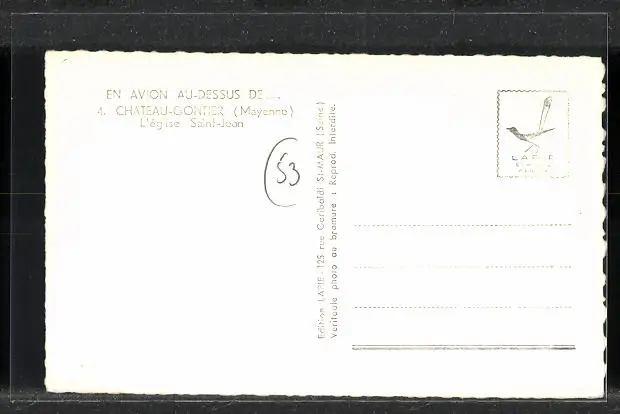 EN AVION AU-DESSUS DE....
4. CHATEAU-GONTIER (Mayenne)
L'église Saint-Jean
53
Edition LAPIE - 125 rue Garibaldi St-MAUR (Seine)
Véritable photo au bromure : Reprod. Interdite.
LAPIE